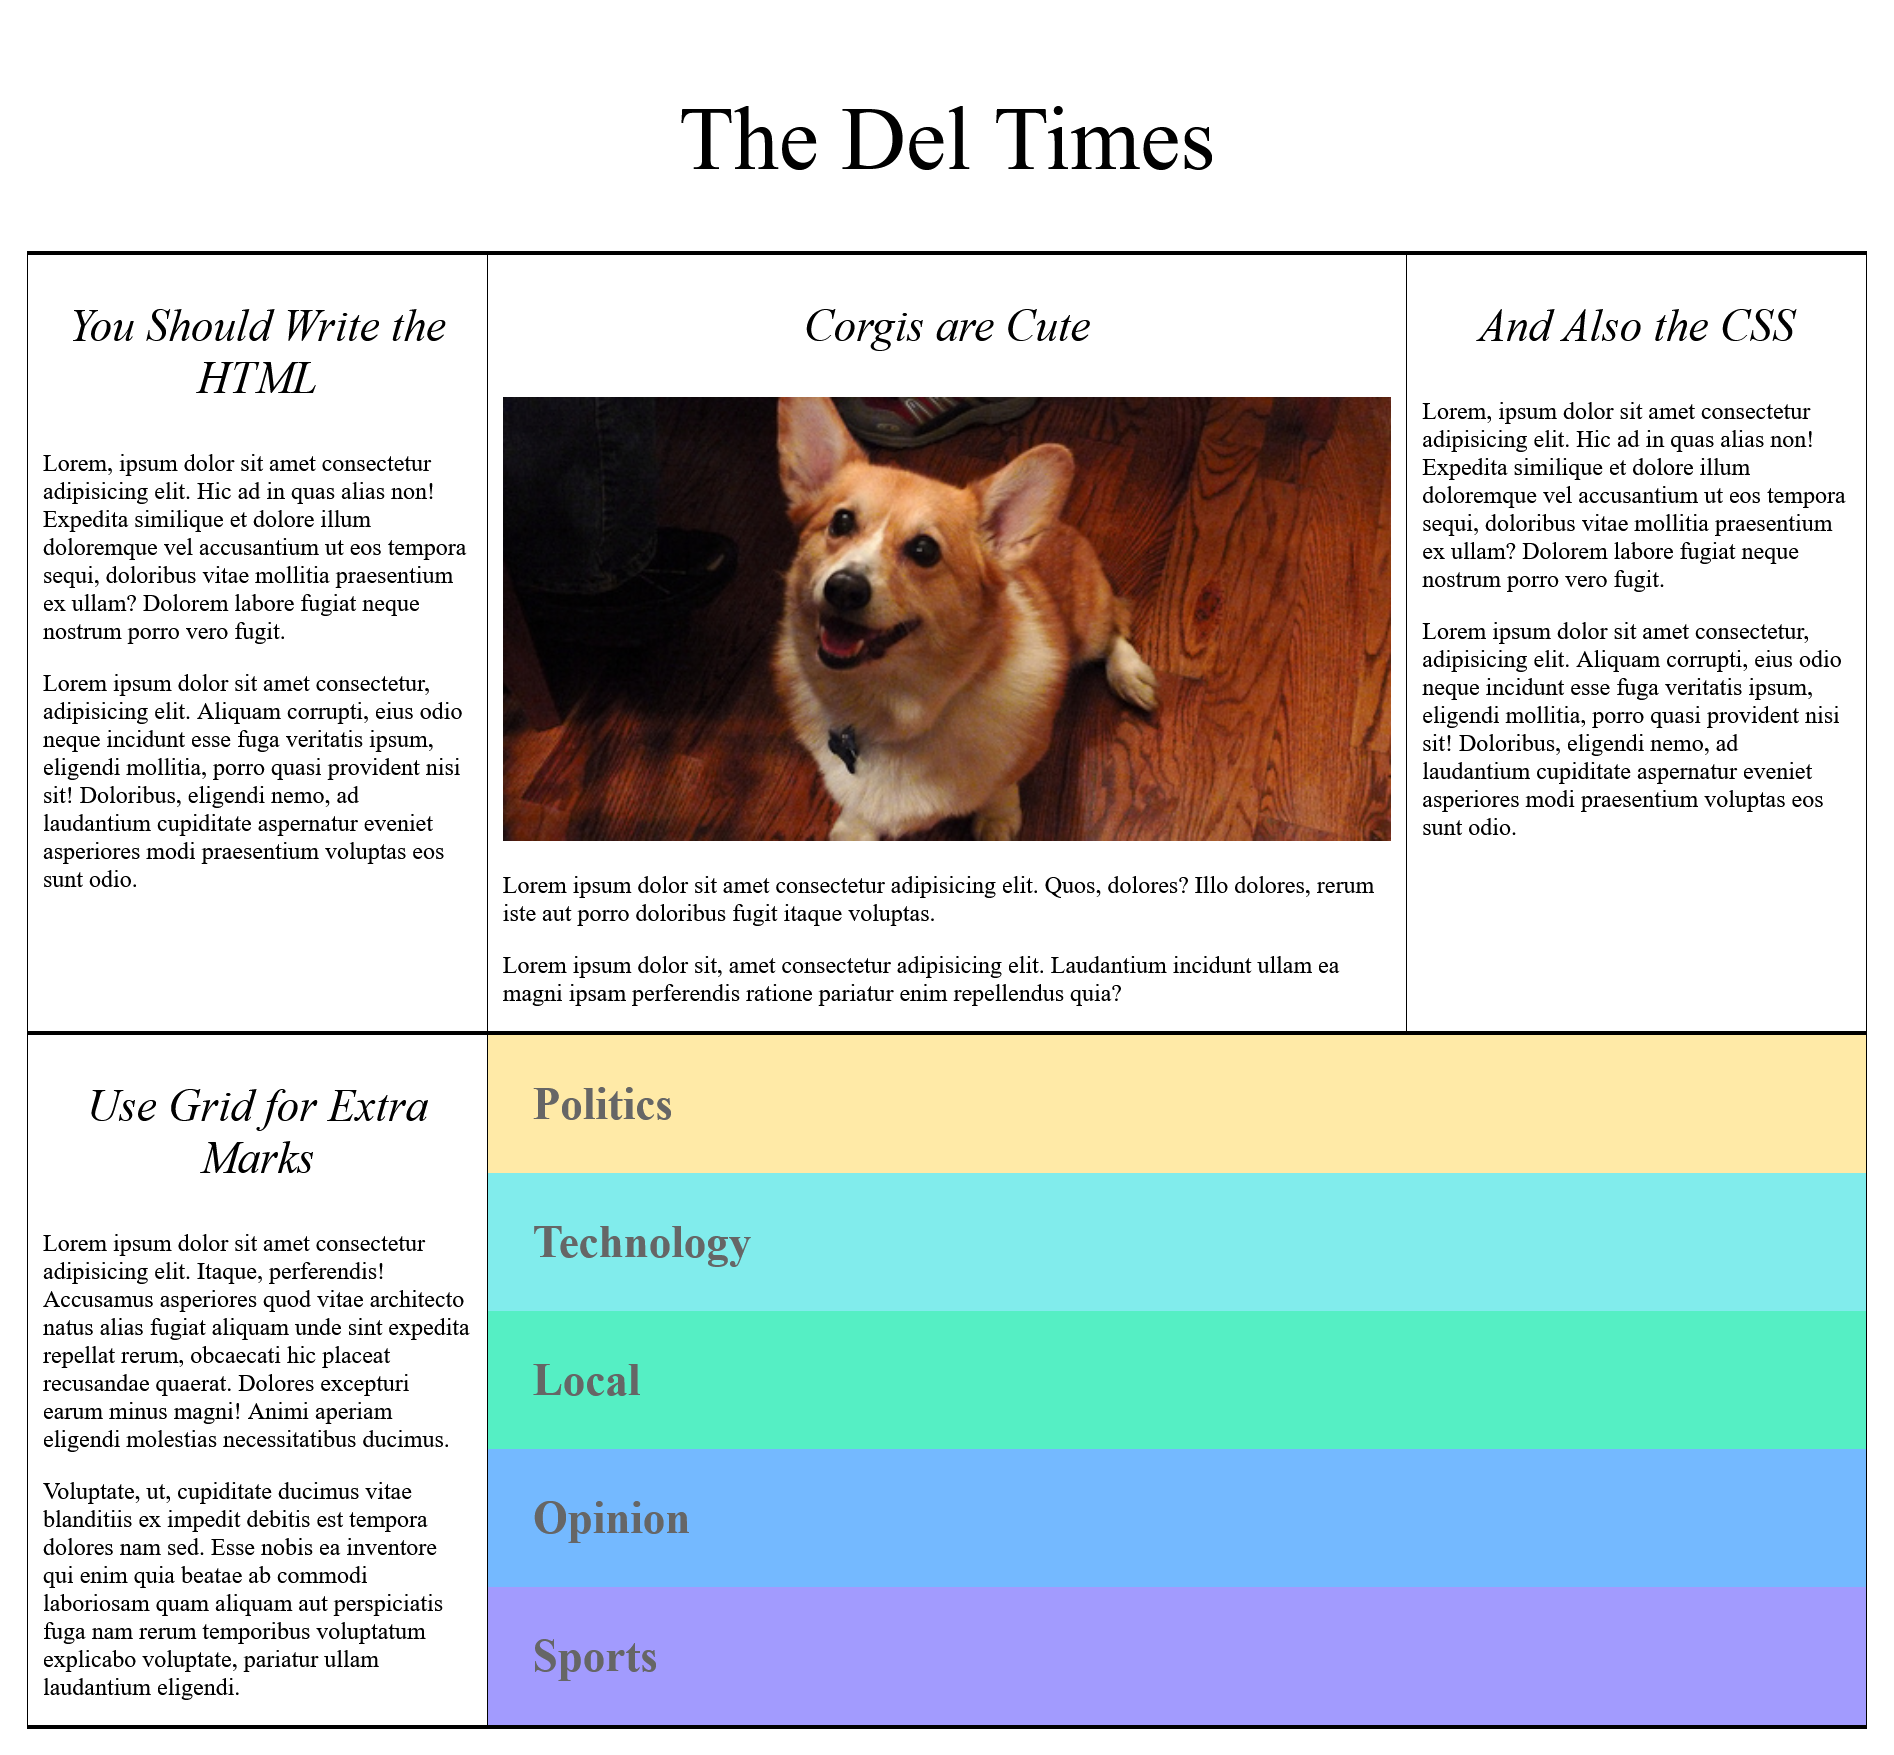 The Del Times
You Should Write the
HTML
Lorem, ipsum dolor sit amet consectetur
adipisicing elit. Hic ad in quas alias non!
Expedita similique et dolore illum
doloremque vel accusantium ut eos tempora
sequi, doloribus vitae mollitia praesentium
ex ullam? Dolorem labore fugiat neque
nostrum porro vero fugit.
Lorem ipsum dolor sit amet consectetur,
adipisicing elit. Aliquam corrupti, eius odio
neque incidunt esse fuga veritatis ipsum,
eligendi mollitia, porro quasi provident nisi
sit! Doloribus, eligendi nemo, ad
laudantium cupiditate aspernatur eveniet
asperiores modi praesentium voluptas eos
sunt odio.
Corgis are Cute
Lorem ipsum dolor sit amet consectetur adipisicing elit. Quos, dolores? Illo dolores, rerum
iste aut porro doloribus fugit itaque voluptas.
Lorem ipsum dolor sit, amet consectetur adipisicing elit. Laudantium incidunt ullam ea
magni ipsam perferendis ratione pariatur enim repellendus quia?
And Also the CSS
Lorem, ipsum dolor sit amet consectetur
adipisicing elit. Hic ad in quas alias non!
Expedita similique et dolore illum
doloremque vel accusantium ut eos tempora
sequi, doloribus vitae mollitia praesentium
ex ullam? Dolorem labore fugiat neque
nostrum porro vero fugit.
Lorem ipsum dolor sit amet consectetur,
adipisicing elit. Aliquam corrupti, eius odio
neque incidunt esse fuga veritatis ipsum,
eligendi mollitia, porro quasi provident nisi
sit! Doloribus, eligendi nemo, ad
laudantium cupiditate aspernatur eveniet
asperiores modi praesentium voluptas eos
sunt odio.
Use Grid for Extra
Marks
Lorem ipsum dolor sit amet consectetur
adipisicing elit. Itaque, perferendis!
Accusamus asperiores quod vitae architecto
natus alias fugiat aliquam unde sint expedita
repellat rerum, obcaecati hic placeat
recusandae quaerat. Dolores excepturi
earum minus magni! Animi aperiam
eligendi molestias necessitatibus ducimus.
Voluptate, ut, cupiditate ducimus vitae
blanditiis ex impedit debitis est tempora
dolores nam sed. Esse nobis ea inventore
qui enim quia beatae ab commodi
laboriosam quam aliquam aut perspiciatis
fuga nam rerum temporibus voluptatum
explicabo voluptate, pariatur ullam
laudantium eligendi.
Politics
Technology
Local
Opinion
Sports